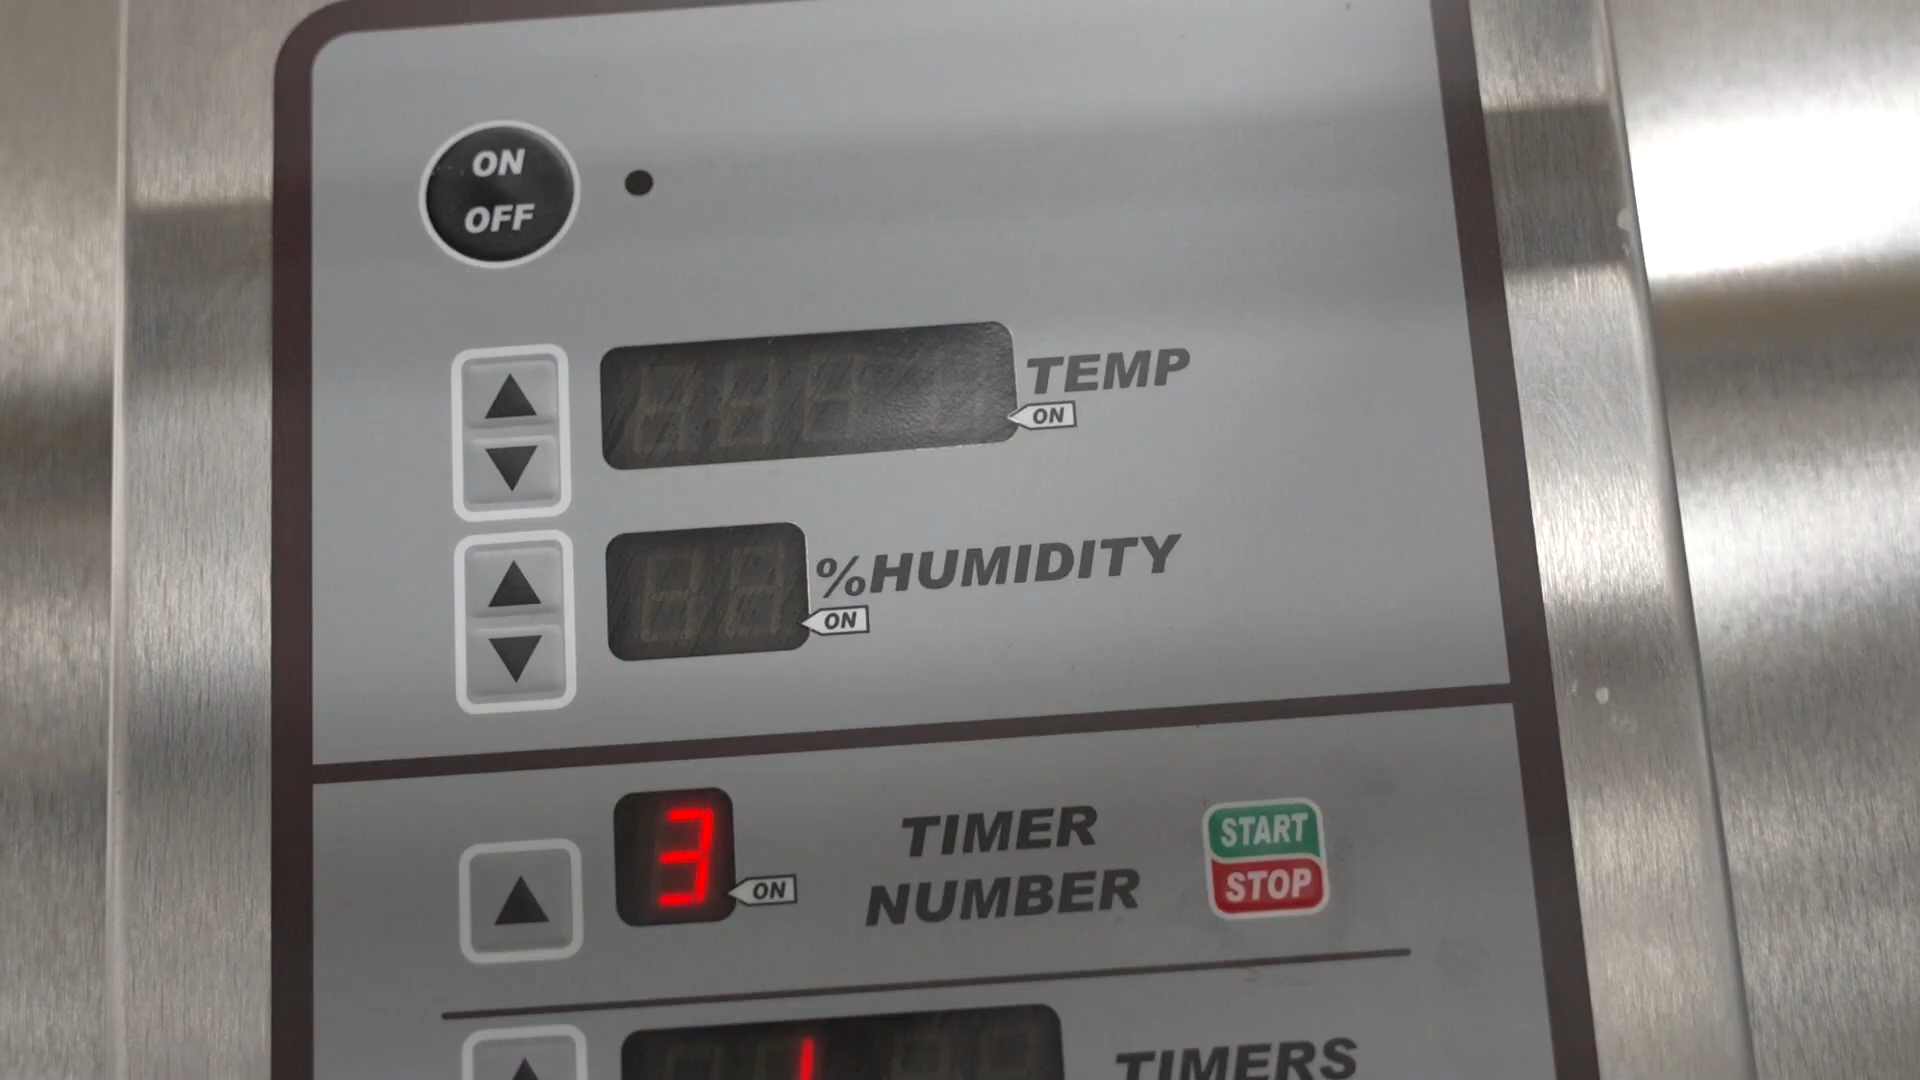 ON
OFF
TEMP
ON
%HUMIDITY
ON
3
ON
TIMER
NUMBER
START
STOP
TIMERS